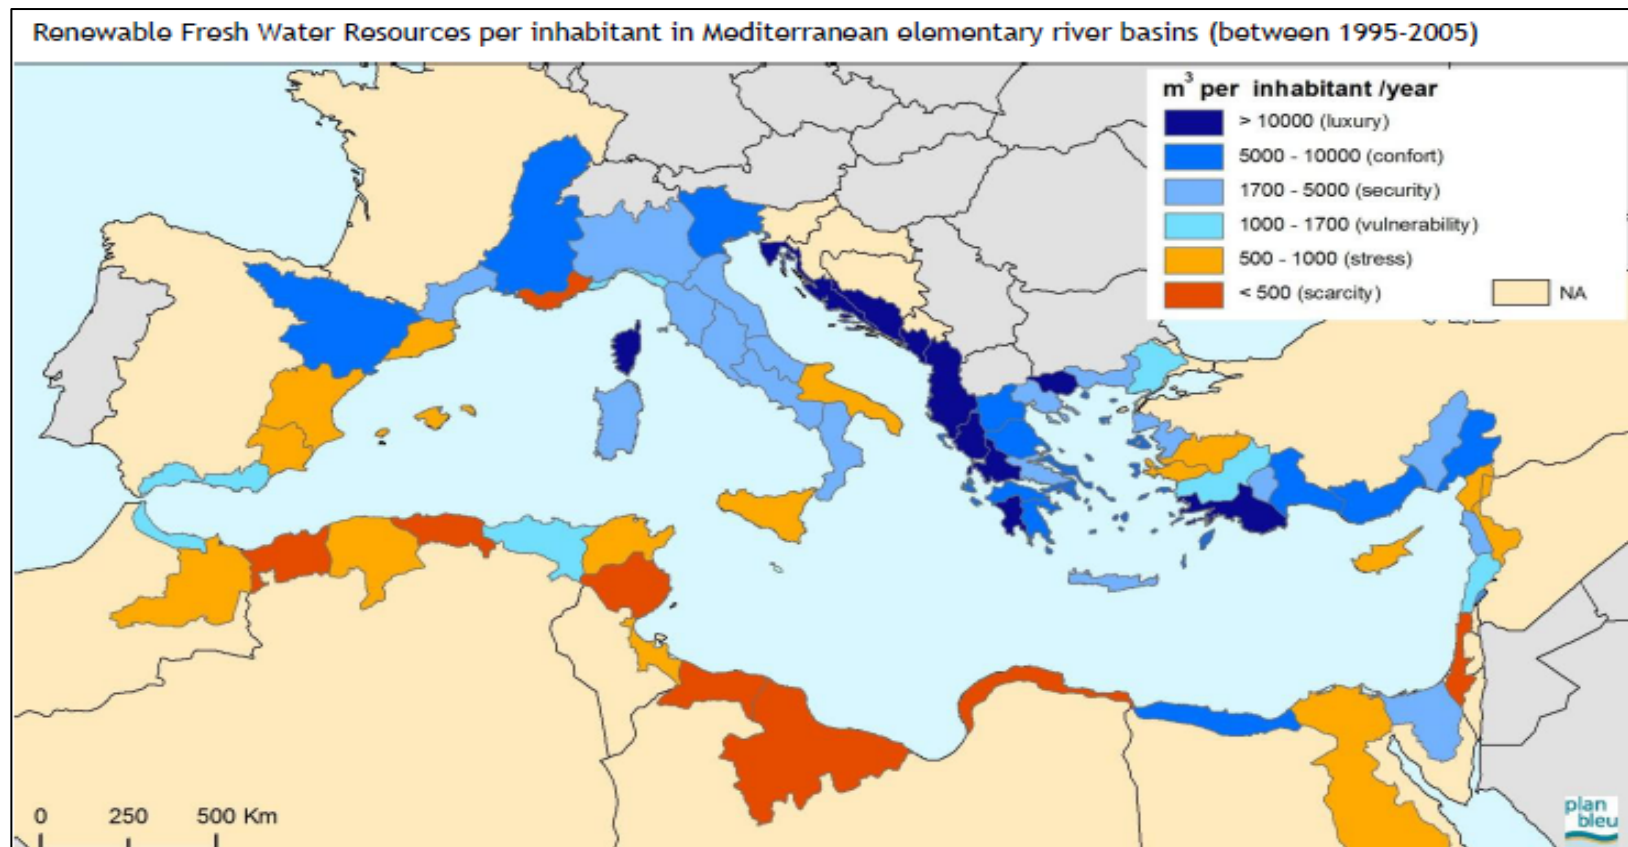 Renewable Fresh Water Resources per inhabitant in Mediterranean elementary river basins (between 1995-2005)
m³ per inhabitant /year
> 10000 (luxury)
5000 - 10000 (confort)
1700 - 5000 (security)
1000 - 1700 (vulnerability)
500 - 1000 (stress)
< 500 (scarcity)
NA
0 250 500 Km
plan
bleu